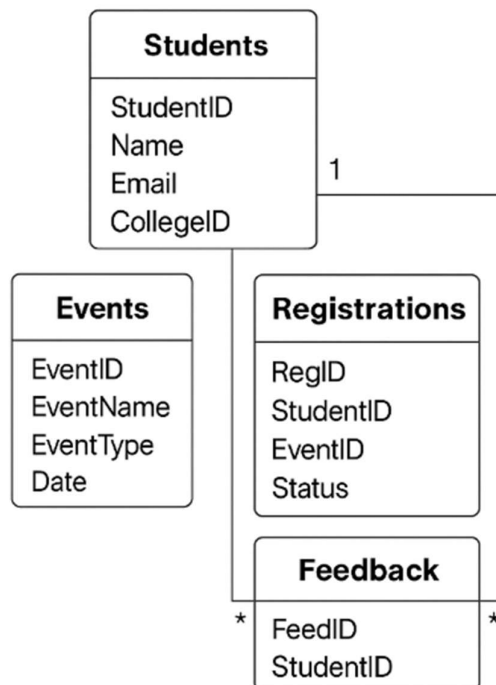 Students
StudentID
Name
Email
CollegeID
1
Events
EventID
EventName
EventType
Date
Registrations
RegID
StudentID
EventID
Status
Feedback
*
*
FeedID
StudentID